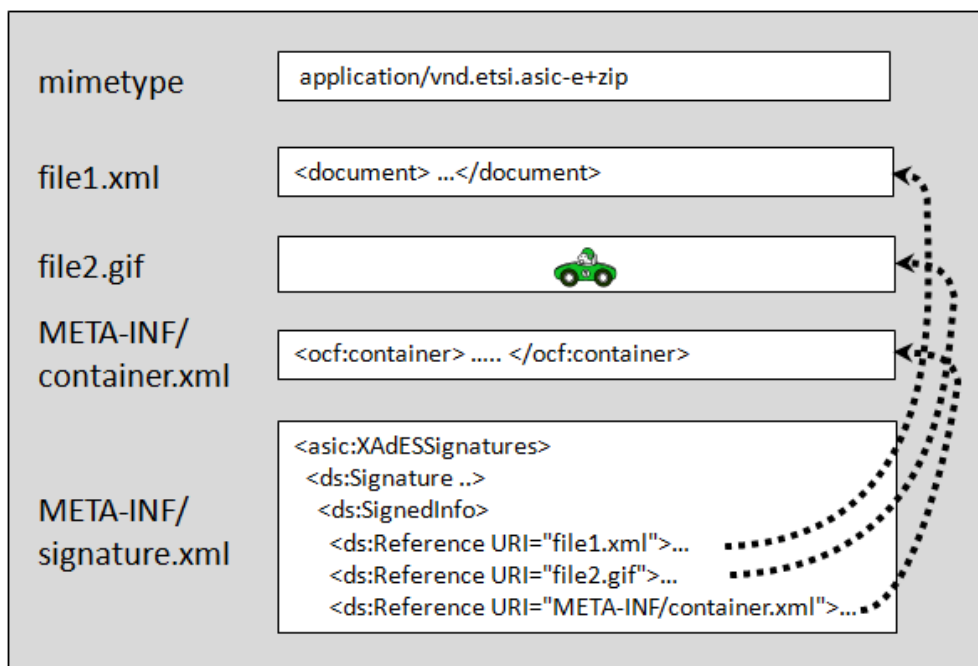 mimetype
application/vnd.etsi.asic-e+zip
file1.xml
<document> ...</document>
file2.gif
META-INF/
container.xml
<ocf:container> ..... </ocf:container>
META-INF/
signature.xml
<asic:XAdESSignatures>
<ds:Signature ..>
<ds:SignedInfo>
<ds:Reference URI="file1.xml">...
<ds:Reference URI="file2.gif">...
<ds:Reference URI="META-INF/container.xml">...